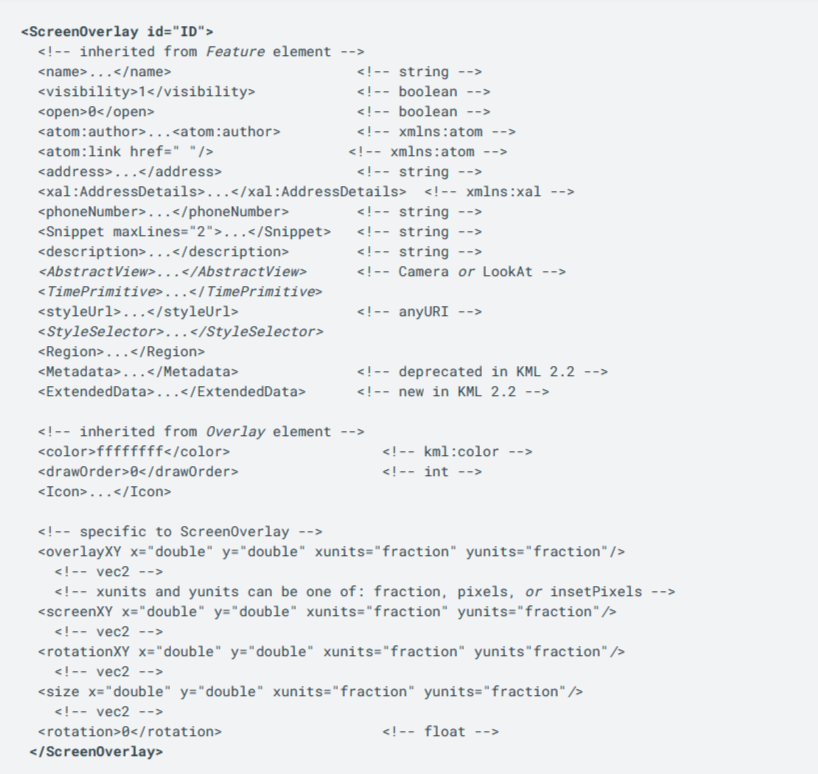 <ScreenOverlay id="ID">
<!-- inherited from Feature element -->
<name>...</name> <!-- string -->
<visibility>1</visibility> <!-- boolean -->
<open>0</open> <!-- boolean -->
<atom:author>...<atom:author> <!-- xmlns:atom -->
<atom:link href=" "/> <!-- xmlns:atom -->
<address>...</address> <!-- string -->
<xal:AddressDetails>...</xal:AddressDetails> <!-- xmlns:xal -->
<phoneNumber>...</phoneNumber> <!-- string -->
<Snippet maxLines="2">...</Snippet> <!-- string -->
<description>...</description> <!-- string -->
<AbstractView>...</AbstractView> <!-- Camera or LookAt -->
<TimePrimitive>...</TimePrimitive>
<styleUrl>...</styleUrl> <!-- anyURI -->
<StyleSelector>...</StyleSelector>
<Region>...</Region>
<Metadata>...</Metadata> <!-- deprecated in KML 2.2 -->
<ExtendedData>...</ExtendedData> <!-- new in KML 2.2 -->
<!-- inherited from Overlay element -->
<color>ffffffff</color> <!-- kml:color -->
<drawOrder>0</drawOrder> <!-- int -->
<Icon>...</Icon>
<!-- specific to ScreenOverlay -->
<overlayXY x="double" y="double" xunits="fraction" yunits="fraction"/>
<!-- vec2 -->
<!-- xunits and yunits can be one of: fraction, pixels, or insetPixels -->
<screenXY x="double" y="double" xunits="fraction" yunits="fraction"/>
<!-- vec2 -->
<rotationXY x="double" y="double" xunits="fraction" yunits"fraction"/>
<!-- vec2 -->
<size x="double" y="double" xunits="fraction" yunits="fraction"/>
<!-- vec2 -->
<rotation>0</rotation> <!-- float -->
</ScreenOverlay>